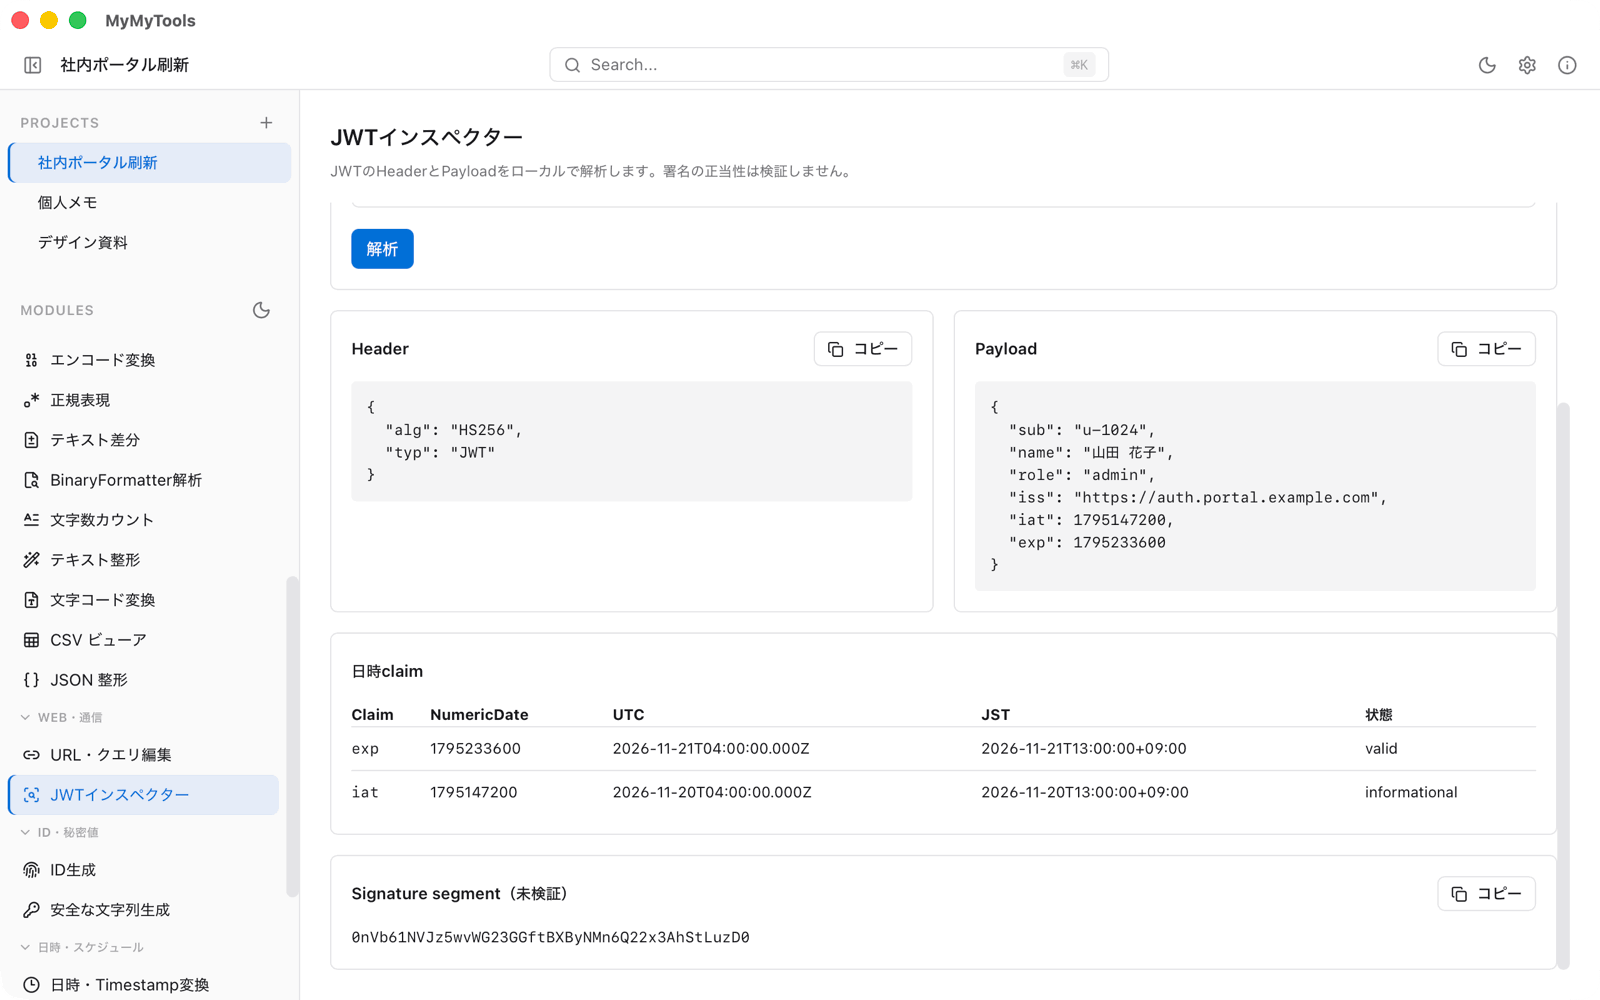 MyMyTools
社内ポータル刷新
Search...
⌘K
PROJECTS
社内ポータル刷新
個人メモ
デザイン資料
MODULES
エンコード変換
正規表現
テキスト差分
BinaryFormatter解析
文字数カウント
テキスト整形
文字コード変換
CSV ビューア
JSON 整形
WEB・通信
URL・クエリ編集
JWTインスペクター
ID・秘密値
ID生成
安全な文字列生成
日時・スケジュール
日時・Timestamp変換
JWTインスペクター
JWTのHeaderとPayloadをローカルで解析します。署名の正当性は検証しません。
解析
Header
コピー
{
"alg": "HS256",
"typ": "JWT"
}
Payload
コピー
{
"sub": "u-1024",
"name": "山田 花子",
"role": "admin",
"iss": "https://auth.portal.example.com",
"iat": 1795147200,
"exp": 1795233600
}
日時claim
Claim NumericDate UTC JST 状態
exp 1795233600 2026-11-21T04:00:00.000Z 2026-11-21T13:00:00+09:00 valid
iat 1795147200 2026-11-20T04:00:00.000Z 2026-11-20T13:00:00+09:00 informational
Signature segment（未検証）
コピー
0nVb61NVJz5wvWG23GGftBXByNMn6Q22x3AhStLuzD0